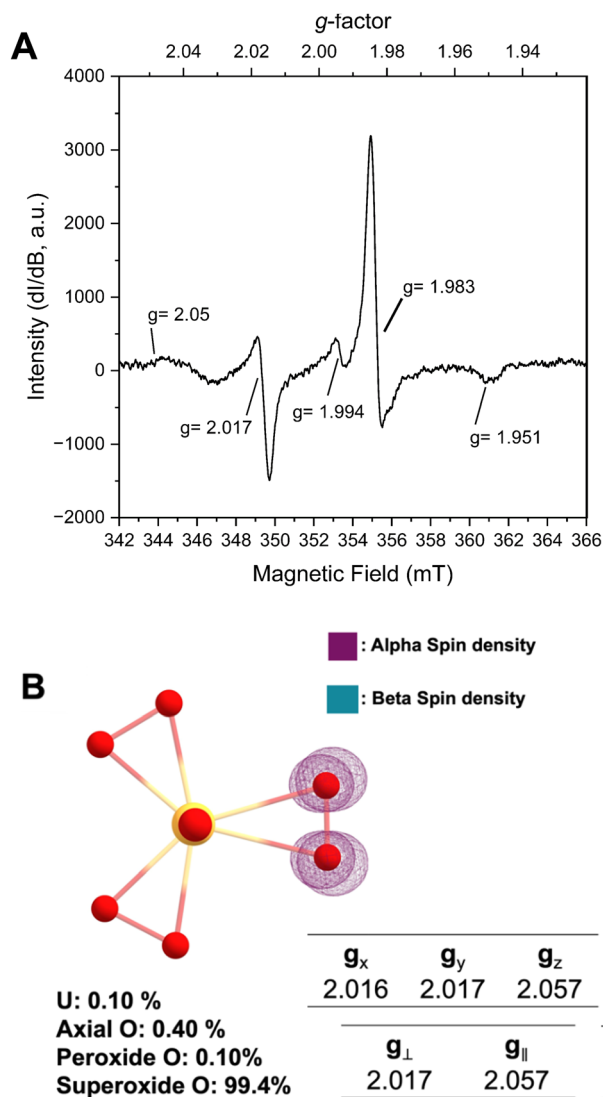 A
g-factor
2.04 2.02 2.00 1.98 1.96 1.94
4000
3000
2000
1000
0
−1000
−2000
Intensity (dI/dB, a.u.)
g= 2.05
g= 2.017
g= 1.994
g= 1.983
g= 1.951
342 344 346 348 350 352 354 356 358 360 362 364 366
Magnetic Field (mT)
B
: Alpha Spin density
: Beta Spin density
gx gy gz
2.016 2.017 2.057
U: 0.10 %
Axial O: 0.40 %
Peroxide O: 0.10%
Superoxide O: 99.4%
g⊥ g∥
2.017 2.057